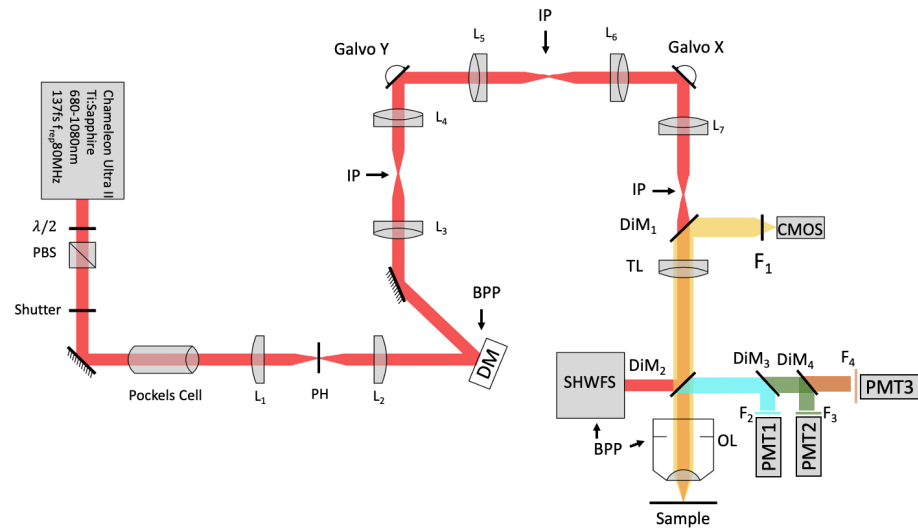 IP
L₅
L₆
Galvo Y
Galvo X
Chameleon Ultra II
Ti:Sapphire
680-1080nm
137fs fᵣₑₚ80MHz
L₄
L₇
IP
IP
λ/2
DiM₁
CMOS
PBS
L₃
F₁
TL
BPP
Shutter
DM
DiM₂
DiM₃
DiM₄
F₄
SHWFS
PMT3
Pockels Cell
L₁
PH
L₂
F₂
F₃
BPP
OL
PMT1
PMT2
Sample